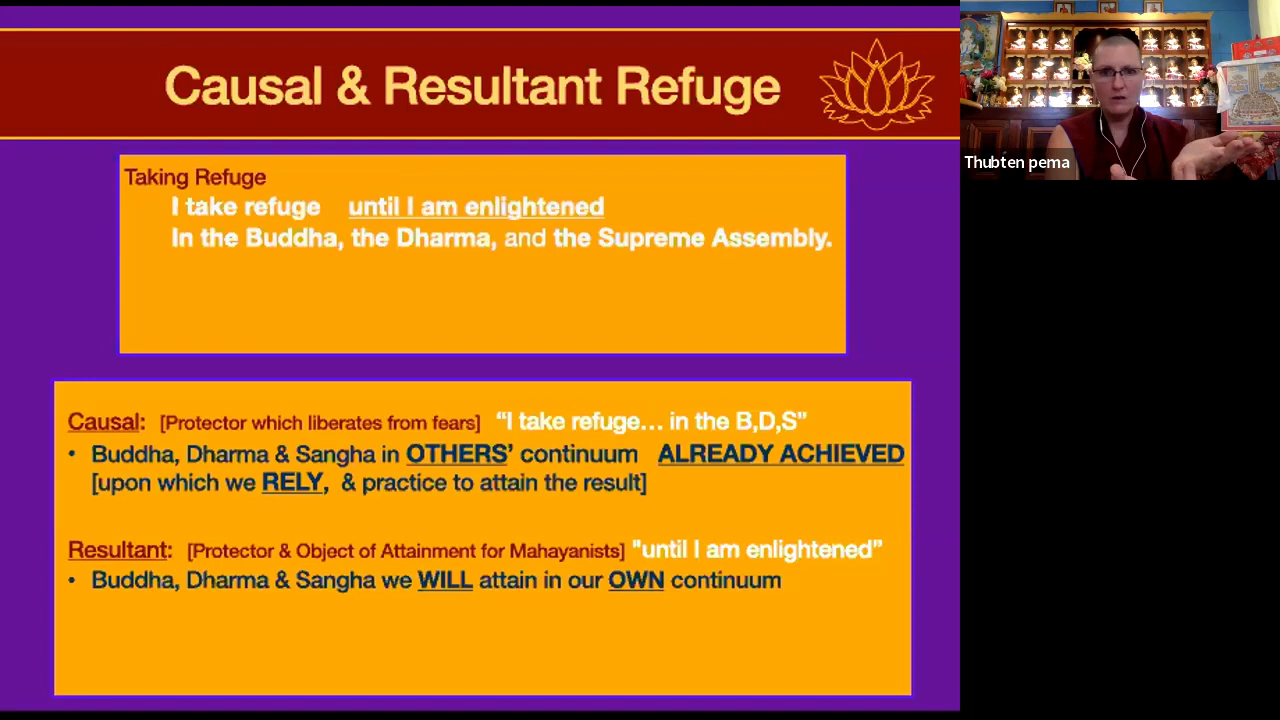 Causal & Resultant Refuge
Taking Refuge
I take refuge until I am enlightened
In the Buddha, the Dharma, and the Supreme Assembly.
Causal: [Protector which liberates from fears] “I take refuge… in the B,D,S”
• Buddha, Dharma & Sangha in OTHERS’ continuum ALREADY ACHIEVED
[upon which we RELY, & practice to attain the result]
Resultant: [Protector & Object of Attainment for Mahayanists] "until I am enlightened”
• Buddha, Dharma & Sangha we WILL attain in our OWN continuum
Thubten pema